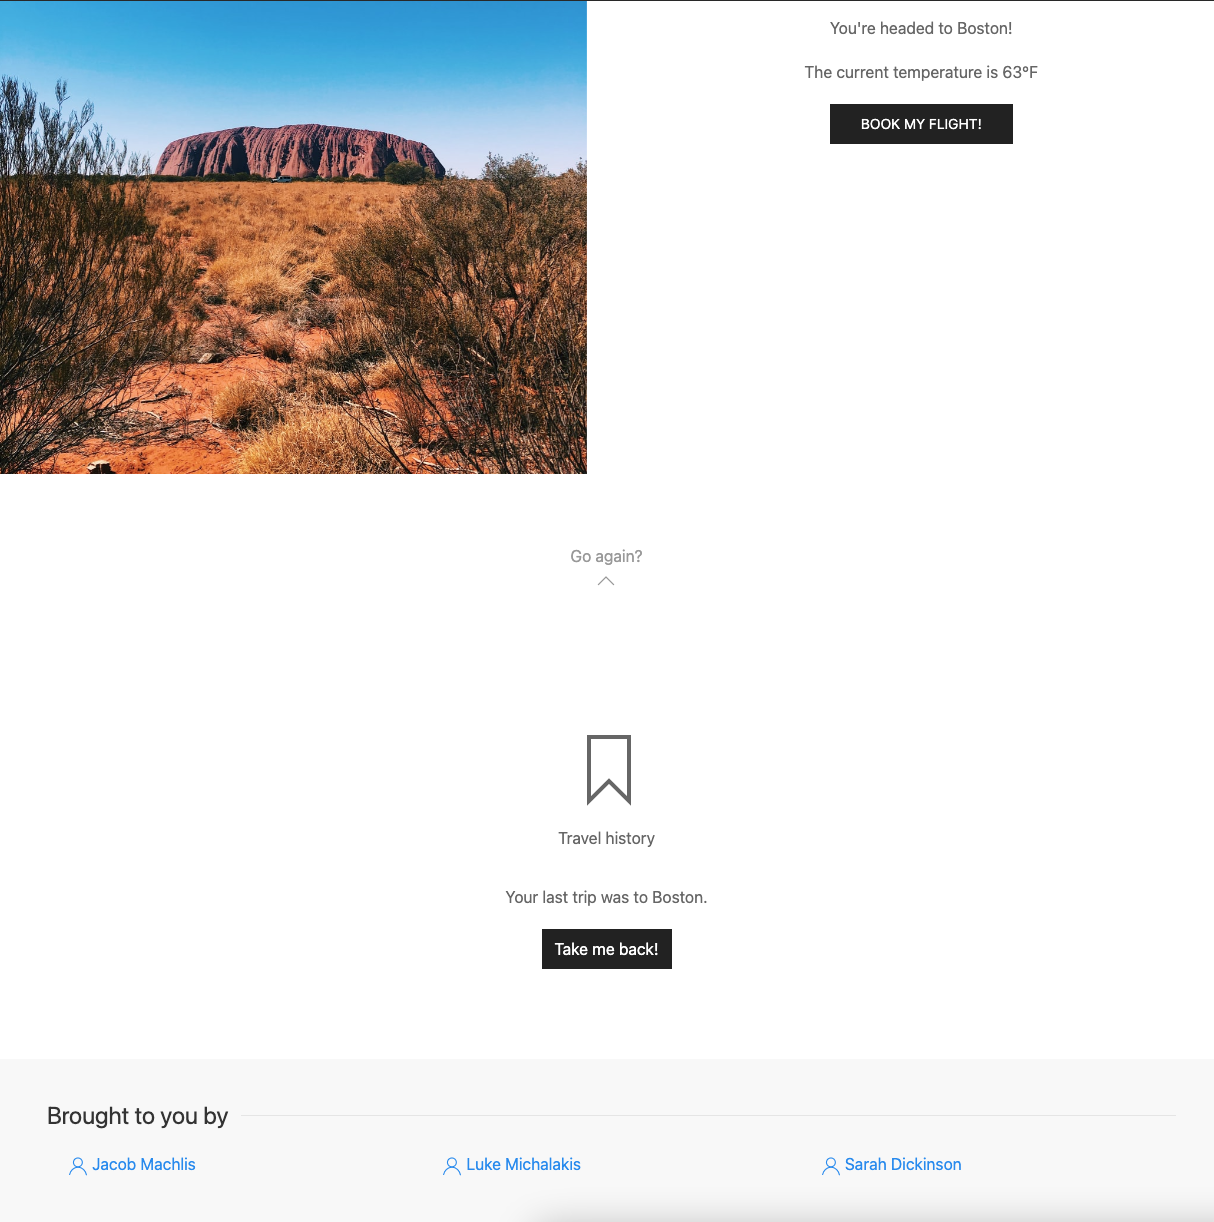 You're headed to Boston!
The current temperature is 63°F
BOOK MY FLIGHT!
Go again?
Travel history
Your last trip was to Boston.
Take me back!
Brought to you by
Jacob Machlis
Luke Michalakis
Sarah Dickinson